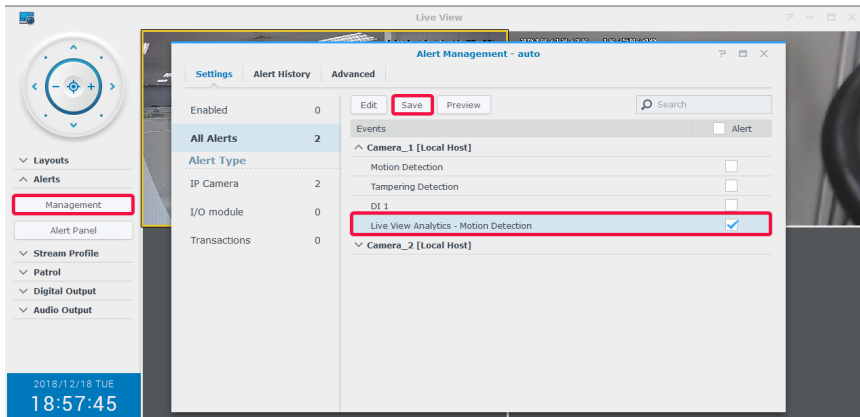 Live View
Alert Management - auto
Settings Alert History Advanced
Enabled 0
All Alerts 2
Alert Type
IP Camera 2
I/O module 0
Transactions 0
Edit Save Preview Search
Events Alert
Camera_1 [Local Host]
Motion Detection
Tampering Detection
DI 1
Live View Analytics - Motion Detection
Camera_2 [Local Host]
Layouts
Alerts
Management
Alert Panel
Stream Profile
Patrol
Digital Output
Audio Output
2018/12/18 TUE
18:57:45